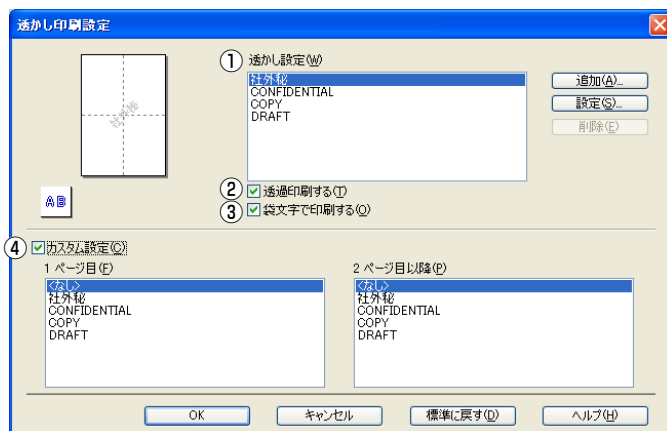 透かし印刷設定
① 透かし設定(W)
社外秘
CONFIDENTIAL
COPY
DRAFT
追加(A)...
設定(S)...
削除(E)
社外秘
AB
② 透過印刷する(T)
③ 袋文字で印刷する(O)
④ カスタム設定(C)
1 ページ目(F)
<なし>
社外秘
CONFIDENTIAL
COPY
DRAFT
2 ページ目以降(P)
<なし>
社外秘
CONFIDENTIAL
COPY
DRAFT
OK キャンセル 標準に戻す(D) ヘルプ(H)